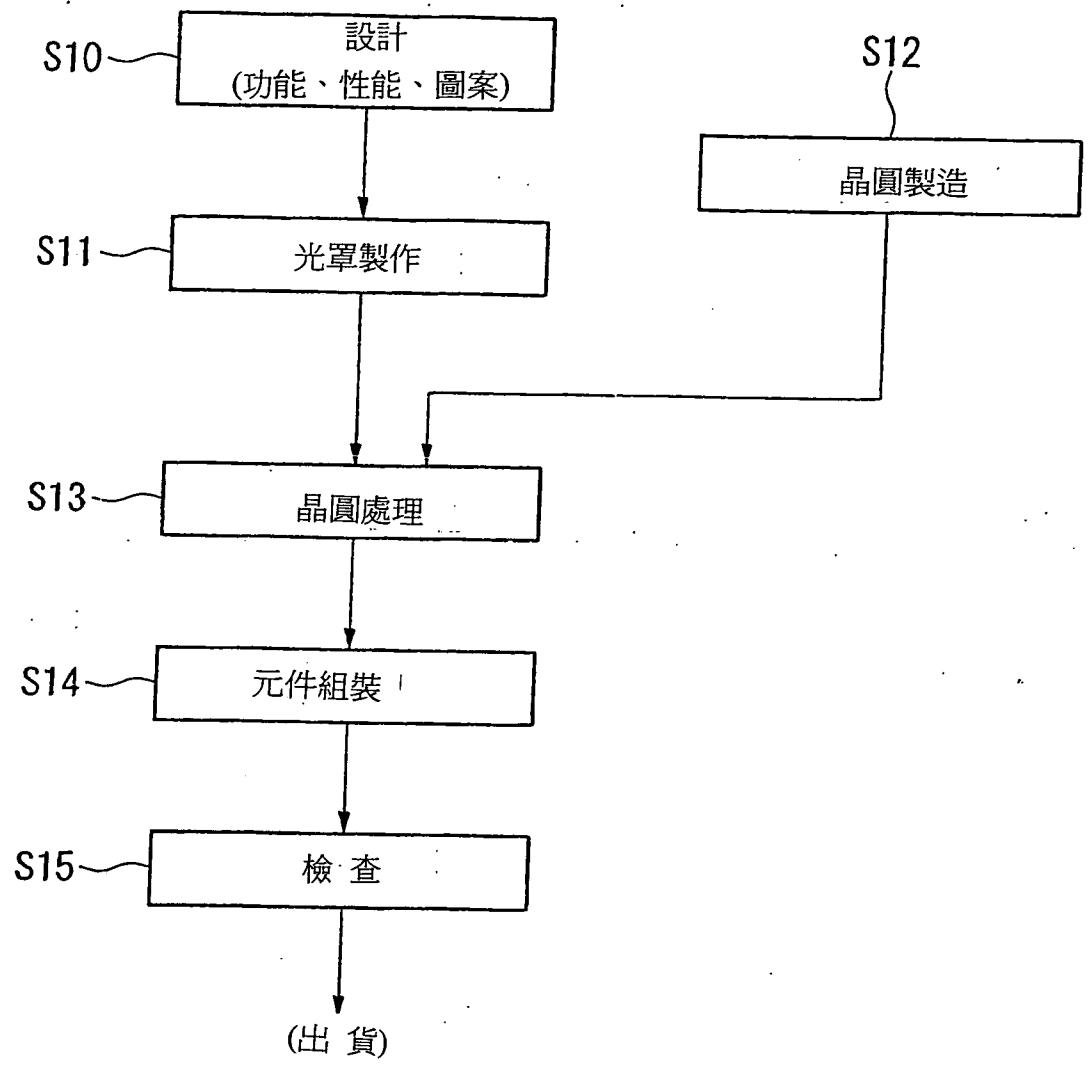 S10
設計
(功能、性能、圖案)
S12
晶圓製造
S11
光罩製作
S13
晶圓處理
S14
元件組裝
S15
檢 查
(出 貨)